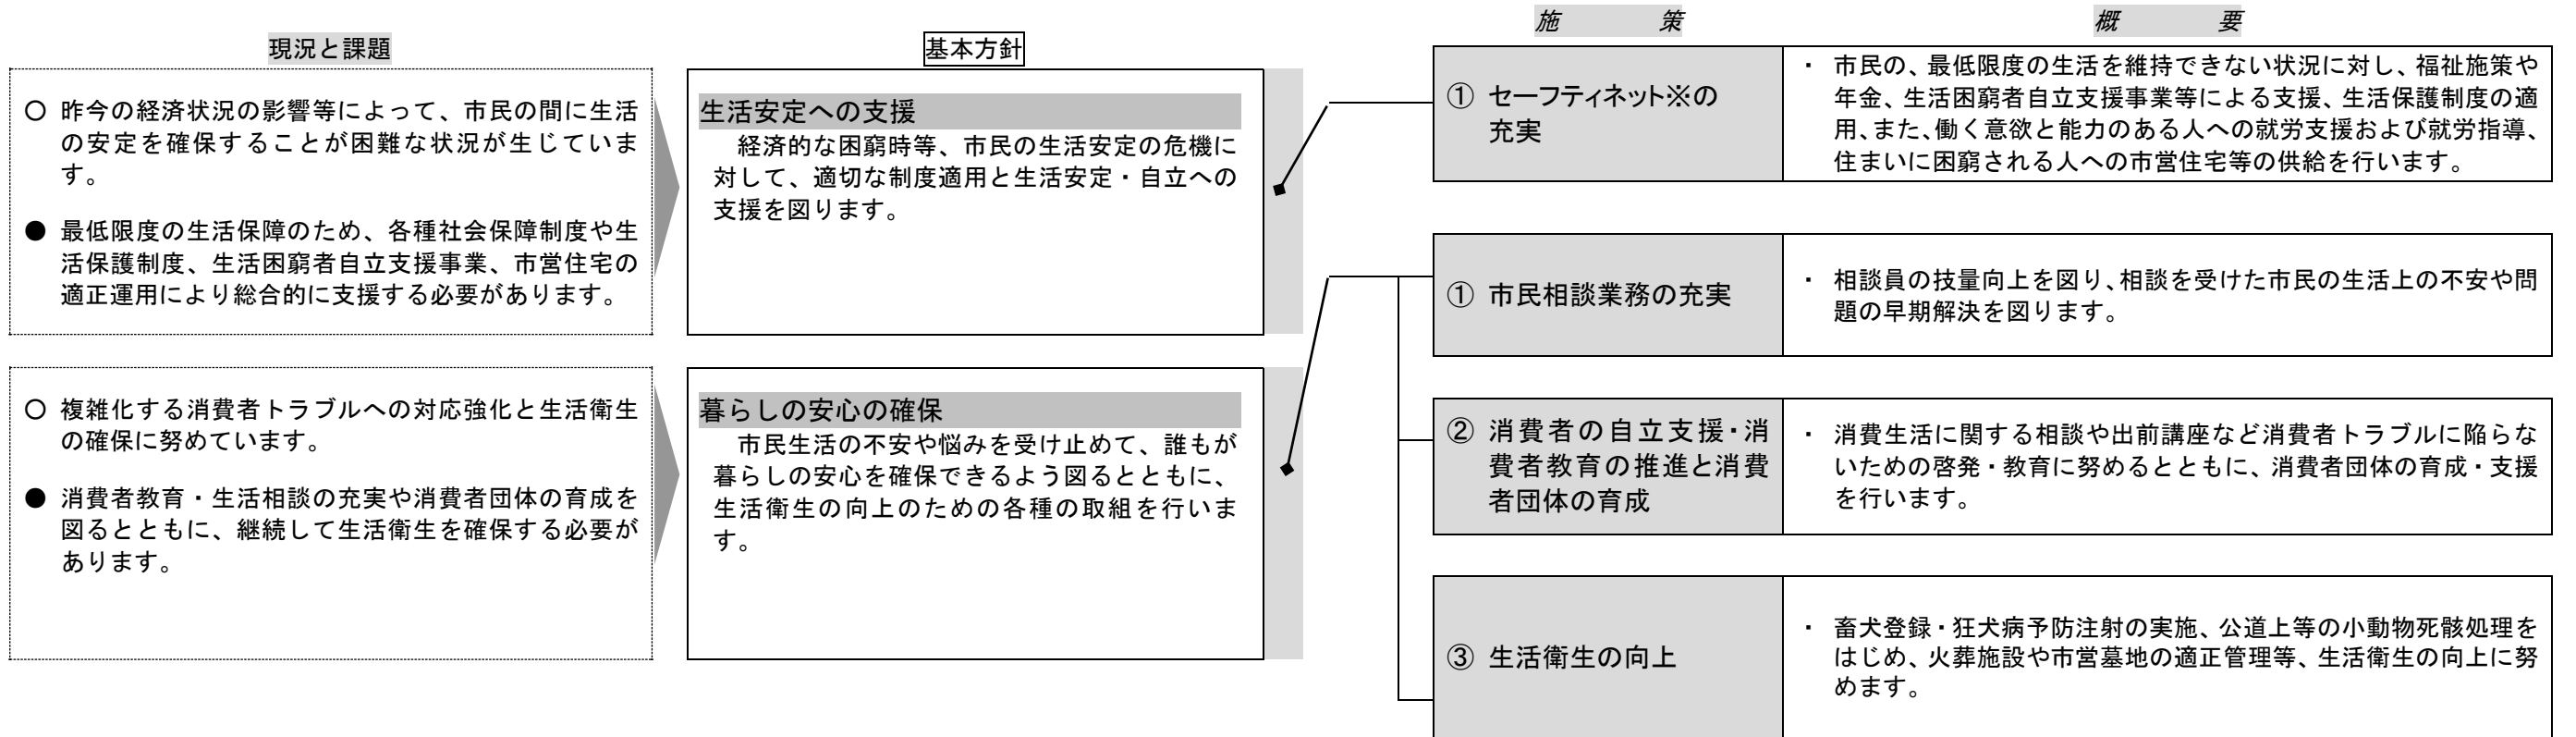 現況と課題
○ 昨今の経済状況の影響等によって、市民の間に生活
の安定を確保することが困難な状況が生じていま
す。
● 最低限度の生活保障のため、各種社会保障制度や生
活保護制度、生活困窮者自立支援事業、市営住宅の
適正運用により総合的に支援する必要があります。
○ 複雑化する消費者トラブルへの対応強化と生活衛生
の確保に努めています。
● 消費者教育・生活相談の充実や消費者団体の育成を
図るとともに、継続して生活衛生を確保する必要が
あります。
基本方針
生活安定への支援
経済的な困窮時等、市民の生活安定の危機に
対して、適切な制度適用と生活安定・自立への
支援を図ります。
暮らしの安心の確保
市民生活の不安や悩みを受け止めて、誰もが
暮らしの安心を確保できるよう図るとともに、
生活衛生の向上のための各種の取組を行いま
す。
施 策
概 要
① セーフティネット※の
充実
・ 市民の、最低限度の生活を維持できない状況に対し、福祉施策や
年金、生活困窮者自立支援事業等による支援、生活保護制度の適
用、また、働く意欲と能力のある人への就労支援および就労指導、
住まいに困窮される人への市営住宅等の供給を行います。
① 市民相談業務の充実
・ 相談員の技量向上を図り、相談を受けた市民の生活上の不安や問
題の早期解決を図ります。
② 消費者の自立支援・消
費者教育の推進と消費
者団体の育成
・ 消費生活に関する相談や出前講座など消費者トラブルに陥らな
いための啓発・教育に努めるとともに、消費者団体の育成・支援
を行います。
③ 生活衛生の向上
・ 畜犬登録・狂犬病予防注射の実施、公道上等の小動物死骸処理を
はじめ、火葬施設や市営墓地の適正管理等、生活衛生の向上に努
めます。